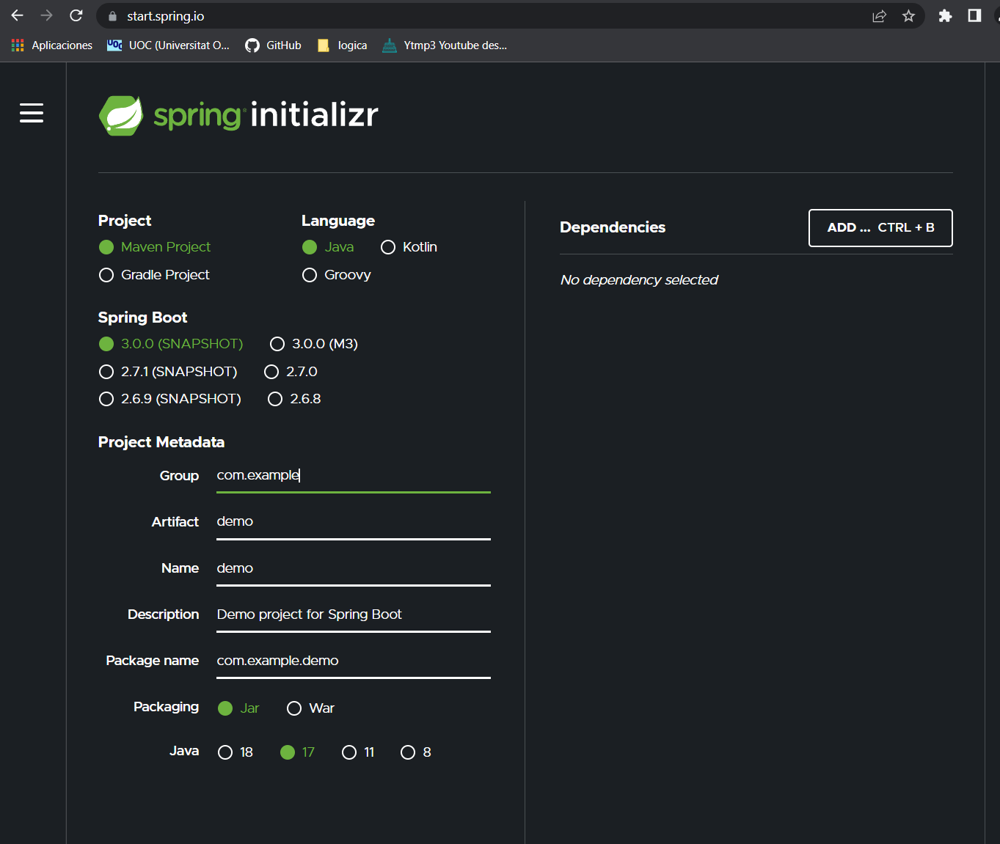 start.spring.io
Aplicaciones UOC (Universitat O... GitHub logica Ytmp3 Youtube des...
spring initializr
Project
Maven Project
Gradle Project
Language
Java Kotlin
Groovy
Spring Boot
3.0.0 (SNAPSHOT) 3.0.0 (M3)
2.7.1 (SNAPSHOT) 2.7.0
2.6.9 (SNAPSHOT) 2.6.8
Project Metadata
Group com.example
Artifact demo
Name demo
Description Demo project for Spring Boot
Package name com.example.demo
Packaging Jar War
Java 18 17 11 8
Dependencies ADD ... CTRL + B
No dependency selected